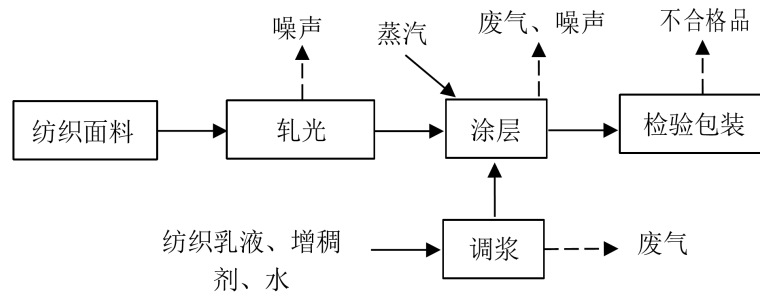 噪声
蒸汽
废气、噪声
不合格品
纺织面料
轧光
涂层
检验包装
纺织乳液、增稠
剂、水
调浆
废气